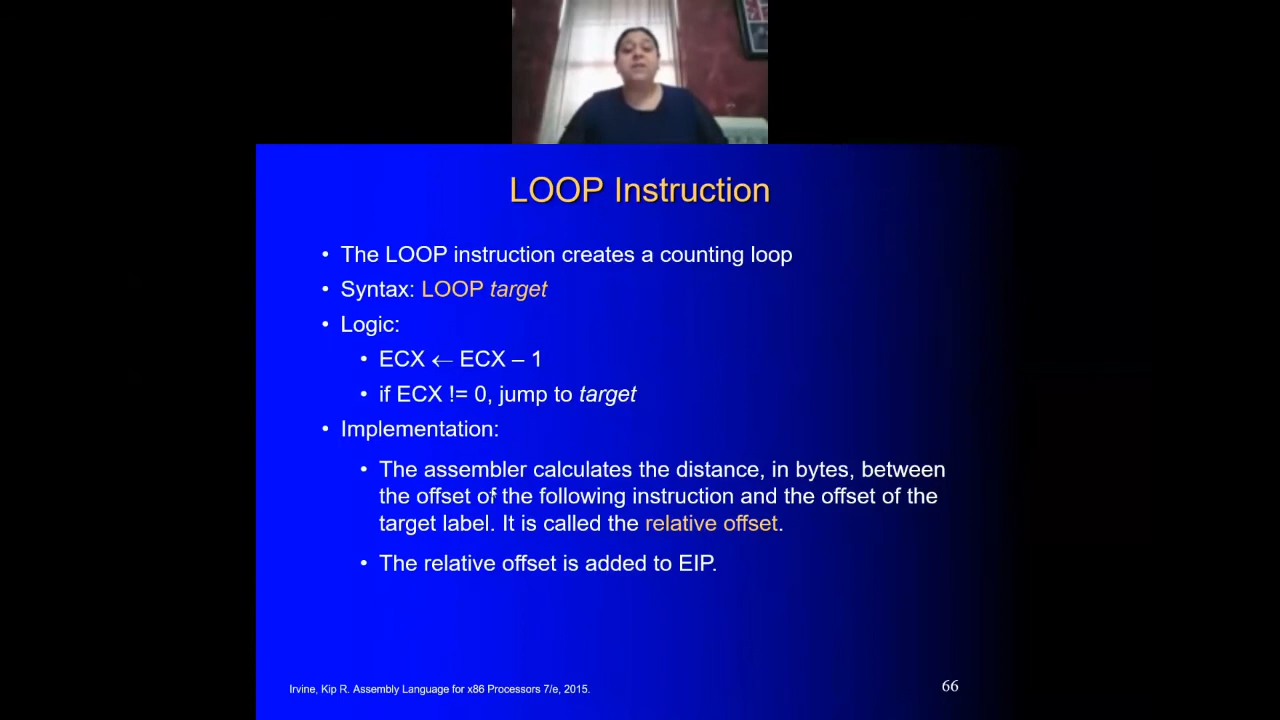 LOOP Instruction
• The LOOP instruction creates a counting loop
• Syntax: LOOP target
• Logic:
• ECX ← ECX – 1
• if ECX != 0, jump to target
• Implementation:
• The assembler calculates the distance, in bytes, between
the offset of the following instruction and the offset of the
target label. It is called the relative offset.
• The relative offset is added to EIP.
Irvine, Kip R. Assembly Language for x86 Processors 7/e, 2015.
66